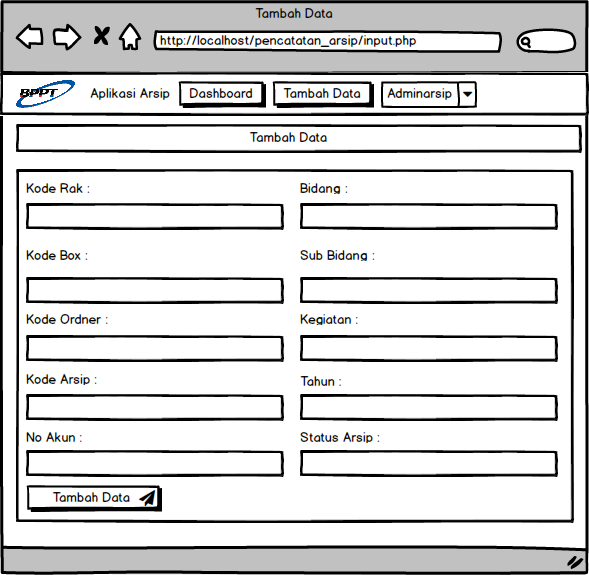 Tambah Data
http://localhost/pencatatan_arsip/input.php
BPPT Aplikasi Arsip Dashboard Tambah Data Adminarsip
Tambah Data
Kode Rak : Bidang :
Kode Box : Sub Bidang :
Kode Ordner : Kegiatan :
Kode Arsip : Tahun :
No Akun : Status Arsip :
Tambah Data